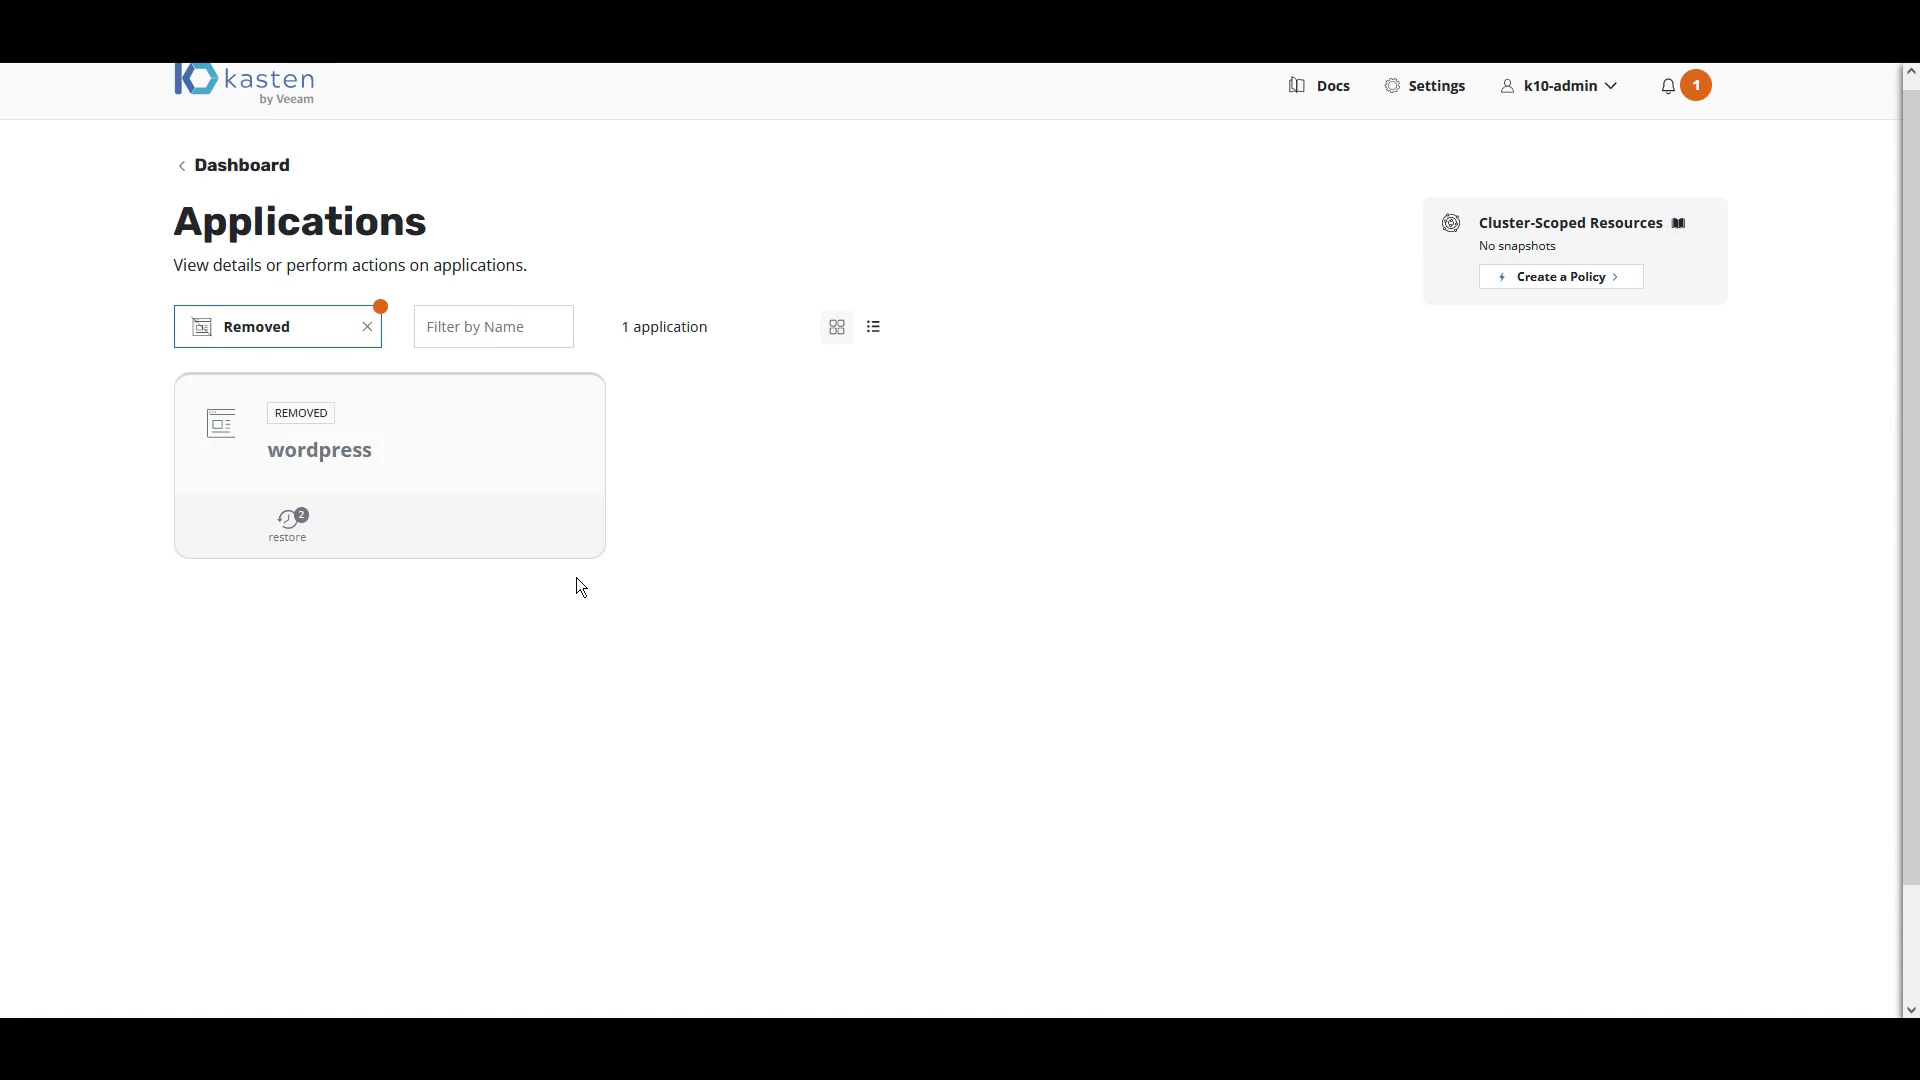 kasten
by Veeam
Docs
Settings
k10-admin
1
Dashboard
Applications
View details or perform actions on applications.
Cluster-Scoped Resources
No snapshots
Create a Policy
Removed
Filter by Name
1 application
REMOVED
wordpress
2
restore